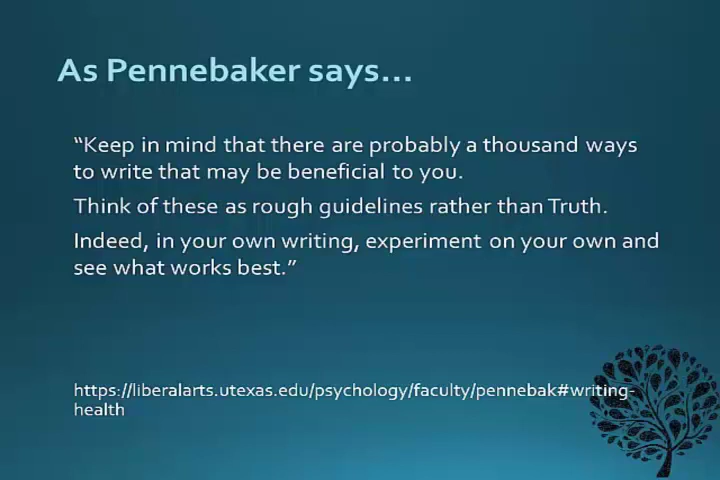 As Pennebaker says...
“Keep in mind that there are probably a thousand ways
to write that may be beneficial to you.
Think of these as rough guidelines rather than Truth.
Indeed, in your own writing, experiment on your own and
see what works best.”
https://liberalarts.utexas.edu/psychology/faculty/pennebak#writing-
health